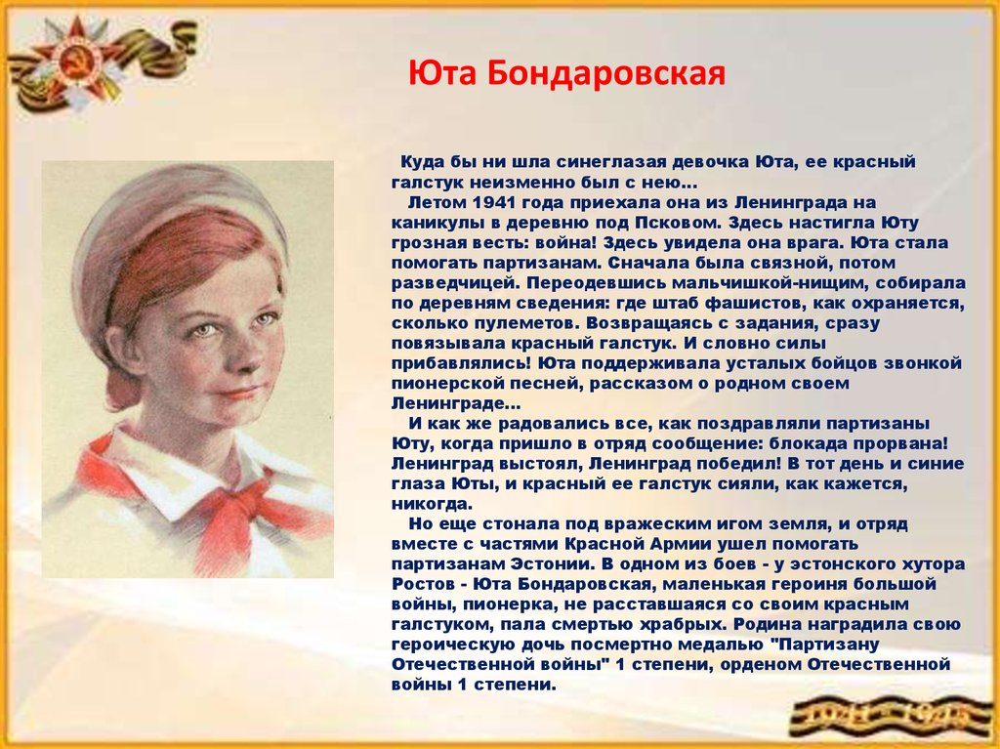 Юта Бондаровская
Куда бы ни шла синеглазая девочка Юта, ее красный
галстук неизменно был с нею...
Летом 1941 года приехала она из Ленинграда на
каникулы в деревню под Псковом. Здесь настигла Юту
грозная весть: война! Здесь увидела она врага. Юта стала
помогать партизанам. Сначала была связной, потом
разведчицей. Переодевшись мальчишкой-нищим, собирала
по деревням сведения: где штаб фашистов, как охраняется,
сколько пулеметов. Возвращаясь с задания, сразу
повязывала красный галстук. И словно силы
прибавлялись! Юта поддерживала усталых бойцов звонкой
пионерской песней, рассказом о родном своем
Ленинграде...
И как же радовались все, как поздравляли партизаны
Юту, когда пришло в отряд сообщение: блокада прорвана!
Ленинград выстоял, Ленинград победил! В тот день и синие
глаза Юты, и красный ее галстук сияли, как кажется,
никогда.
Но еще стонала под вражеским игом земля, и отряд
вместе с частями Красной Армии ушел помогать
партизанам Эстонии. В одном из боев - у эстонского хутора
Ростов - Юта Бондаровская, маленькая героиня большой
войны, пионерка, не расставшаяся со своим красным
галстуком, пала смертью храбрых. Родина наградила свою
героическую дочь посмертно медалью "Партизану
Отечественной войны" 1 степени, орденом Отечественной
войны 1 степени.
1941 - 1945